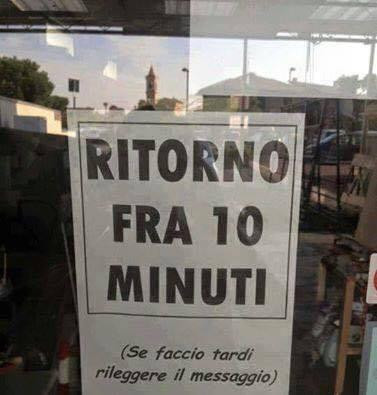 RITORNO
FRA 10
MINUTI
(Se faccio tardi
rileggere il messaggio)